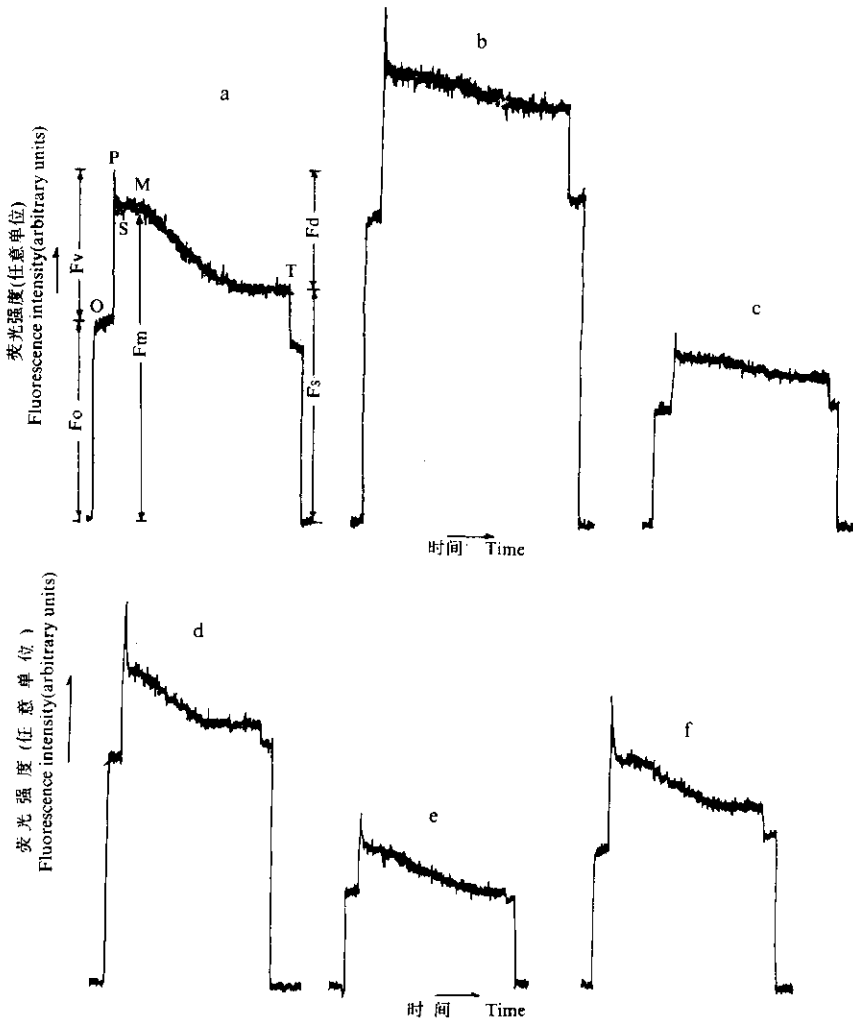 a
b
c
P
M
S
O
T
Fv
Fo
Fm
Fd
Fs
荧光强度(任意单位)
Fluorescence intensity(arbitrary units)
时间 Time
d
e
f
荧光强度(任意单位)
Fluorescence intensity(arbitrary units)
时间 Time